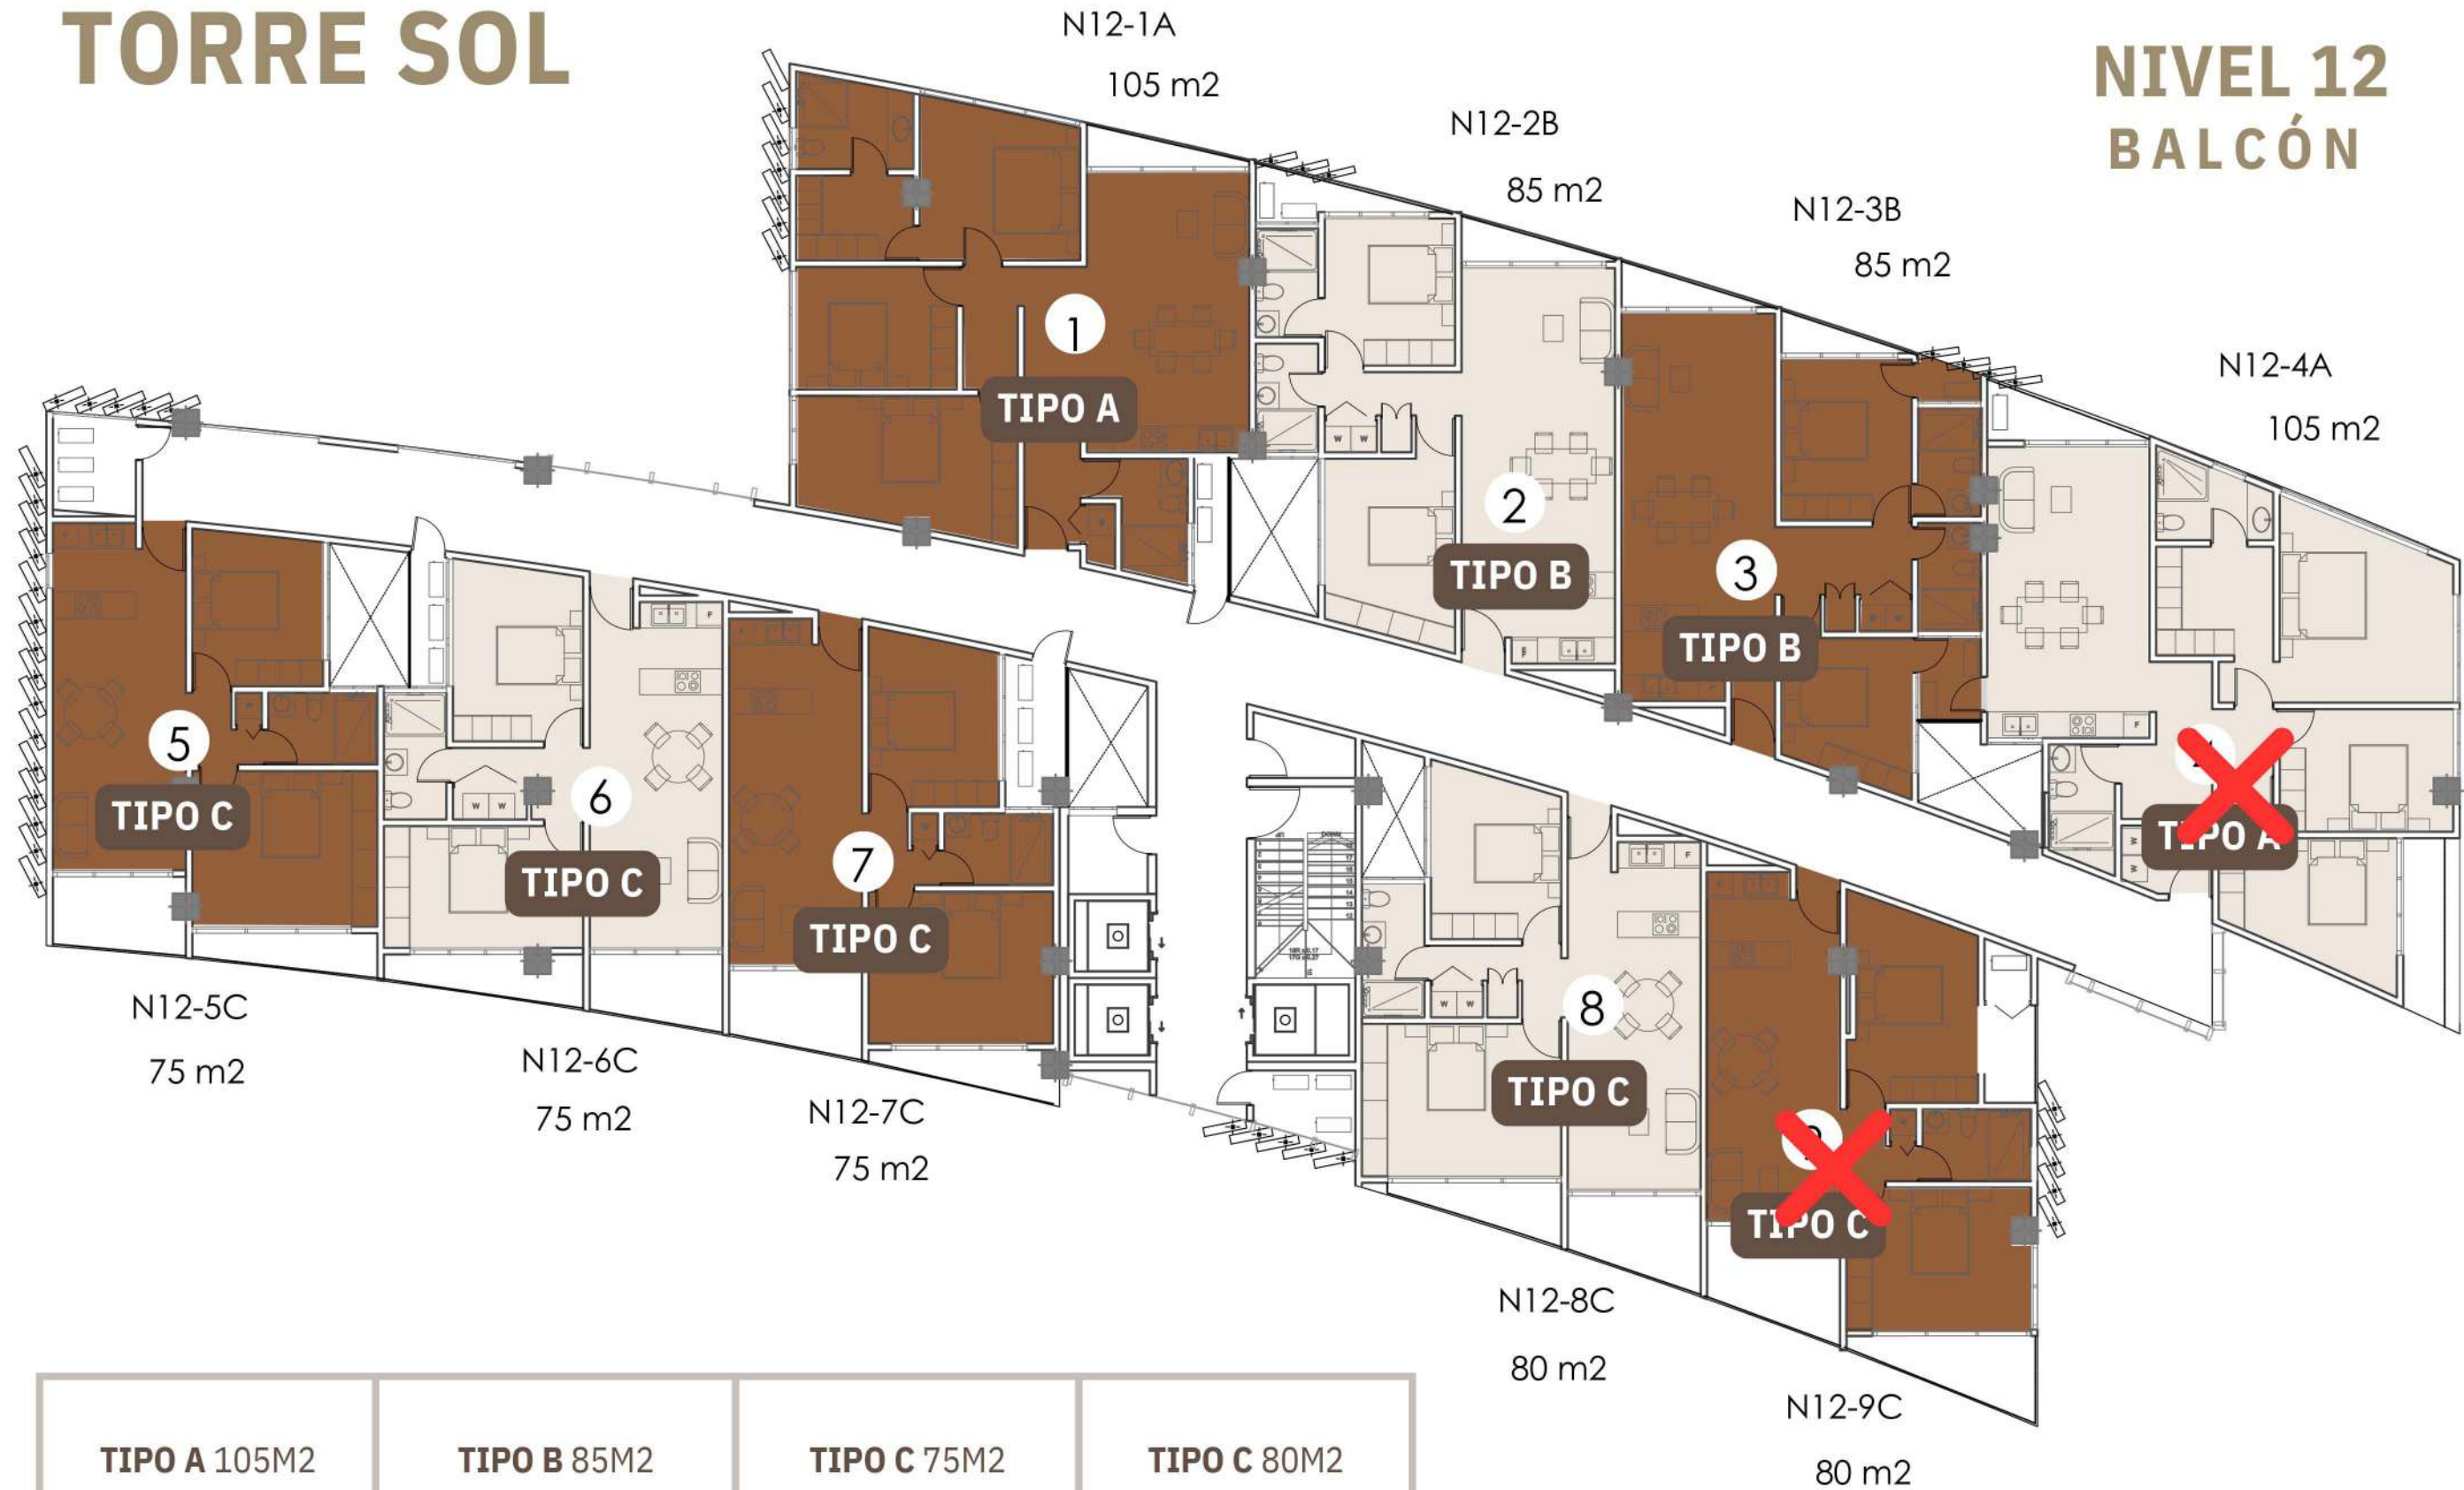 TORRE SOL
NIVEL 12
BALCÓN
N12-1A
105 m2
N12-2B
85 m2
N12-3B
85 m2
N12-4A
105 m2
1
TIPO A
2
TIPO B
3
TIPO B
TIPO A
5
TIPO C
6
TIPO C
7
TIPO C
8
TIPO C
TIPO C
W W
W W
W W
W
W
F
F
F
F
DOWN
N12-5C
75 m2
N12-6C
75 m2
N12-7C
75 m2
N12-8C
80 m2
N12-9C
80 m2
TIPO A 105M2
TIPO B 85M2
TIPO C 75M2
TIPO C 80M2